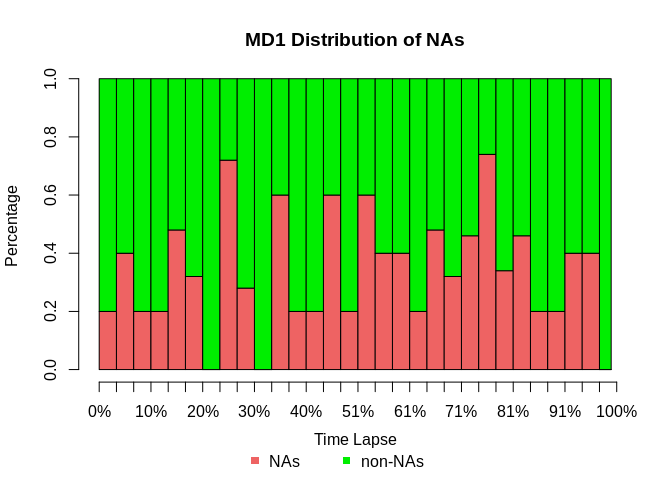 MD1 Distribution of NAs
Percentage
1.0
0.8
0.6
0.4
0.2
0.0
0% 10% 20% 30% 40% 51% 61% 71% 81% 91% 100%
Time Lapse
NAs non-NAs